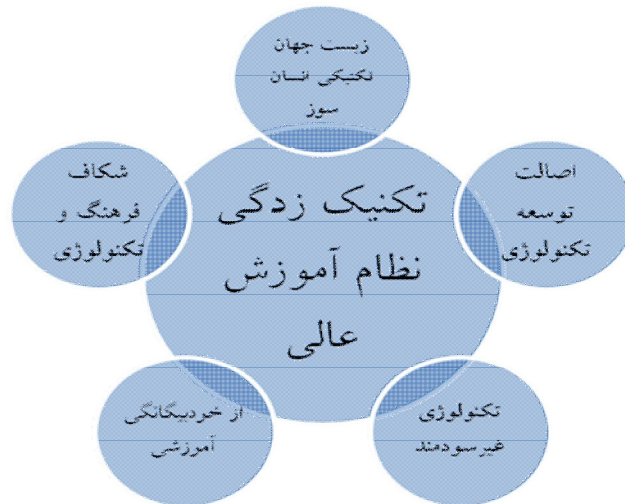 زیست جهان
تکنیکی انسان
سوز
اصالت
توسعه
تکنولوژی
شکاف
فرهنگ و
تکنولوژی
تکنیک زدگی
نظام آموزش
عالی
تکنولوژی
غیرسودمند
از خودبیگانگی
آموزشی